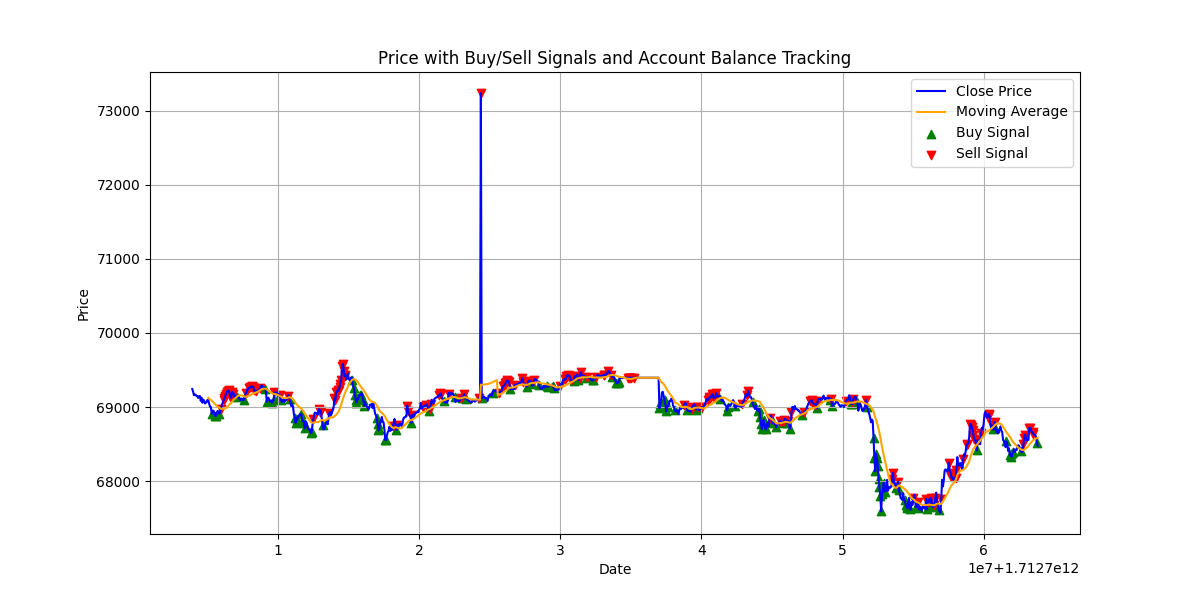 Price with Buy/Sell Signals and Account Balance Tracking
Close Price
Moving Average
Buy Signal
Sell Signal
73000
72000
71000
70000
69000
68000
Price
1 2 3 4 5 6
Date
1e7+1.7127e12